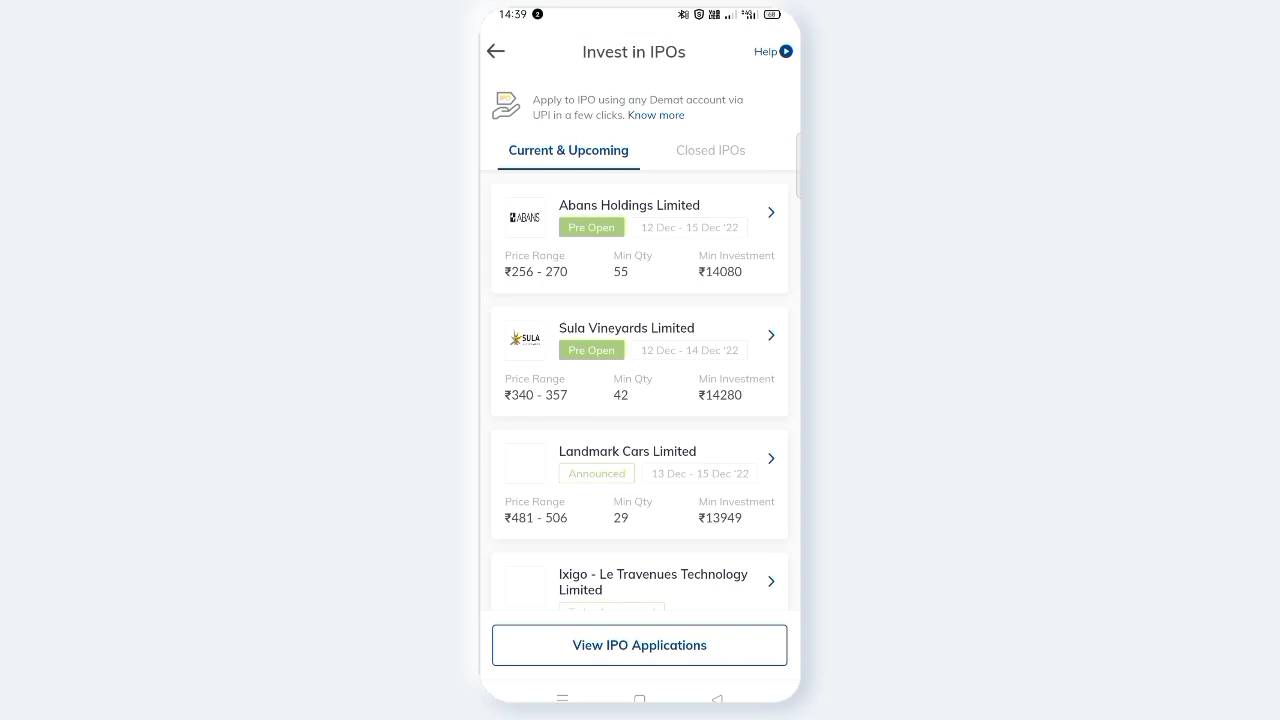 14:39 2
Invest in IPOs
Help
IPO
Apply to IPO using any Demat account via
UPI in a few clicks. Know more
Current & Upcoming Closed IPOs
ABANS
Abans Holdings Limited
Pre Open 12 Dec - 15 Dec '22
Price Range Min Qty Min Investment
₹256 - 270 55 ₹14080
SULA
Sula Vineyards Limited
Pre Open 12 Dec - 14 Dec '22
Price Range Min Qty Min Investment
₹340 - 357 42 ₹14280
Landmark Cars Limited
Announced 13 Dec - 15 Dec '22
Price Range Min Qty Min Investment
₹481 - 506 29 ₹13949
Ixigo - Le Travenues Technology
Limited
View IPO Applications